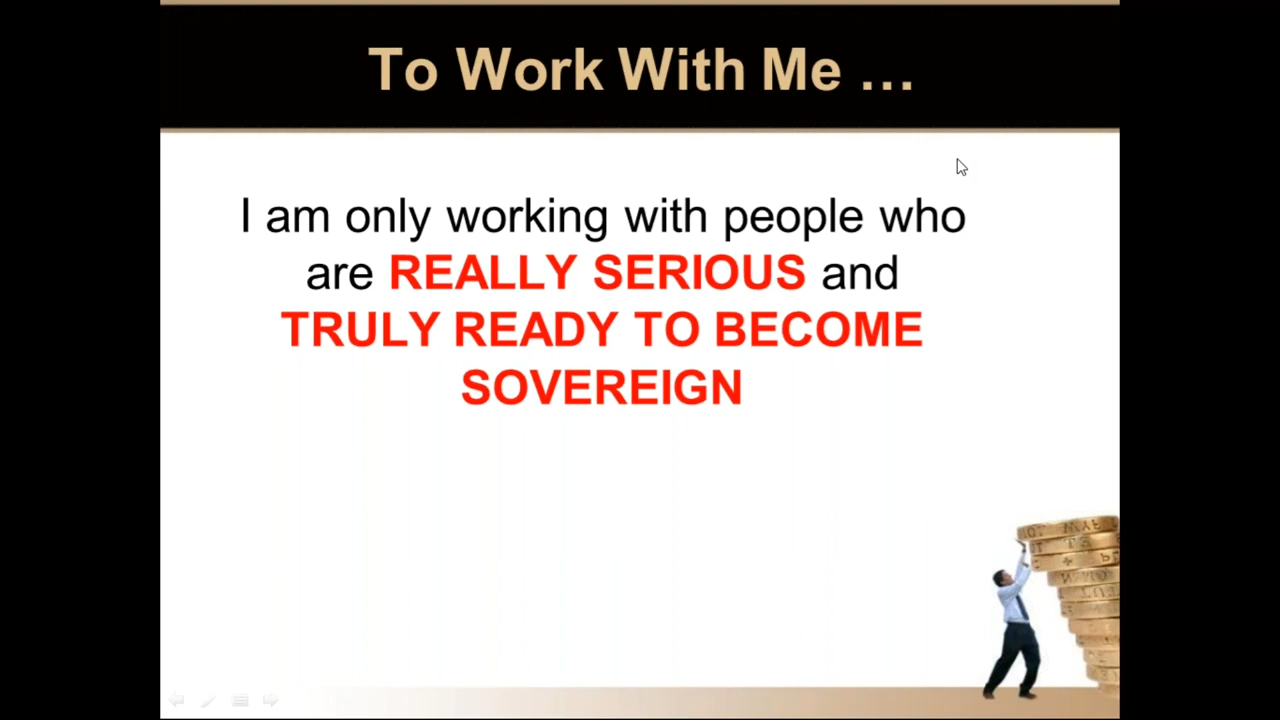 To Work With Me ...
I am only working with people who
are REALLY SERIOUS and
TRULY READY TO BECOME
SOVEREIGN